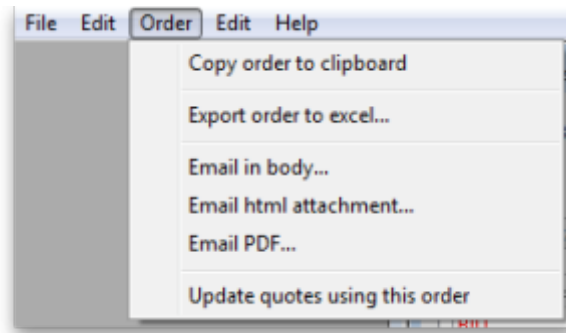 File Edit Order Edit Help
Copy order to clipboard
Export order to excel...
Email in body...
Email html attachment...
Email PDF...
Update quotes using this order